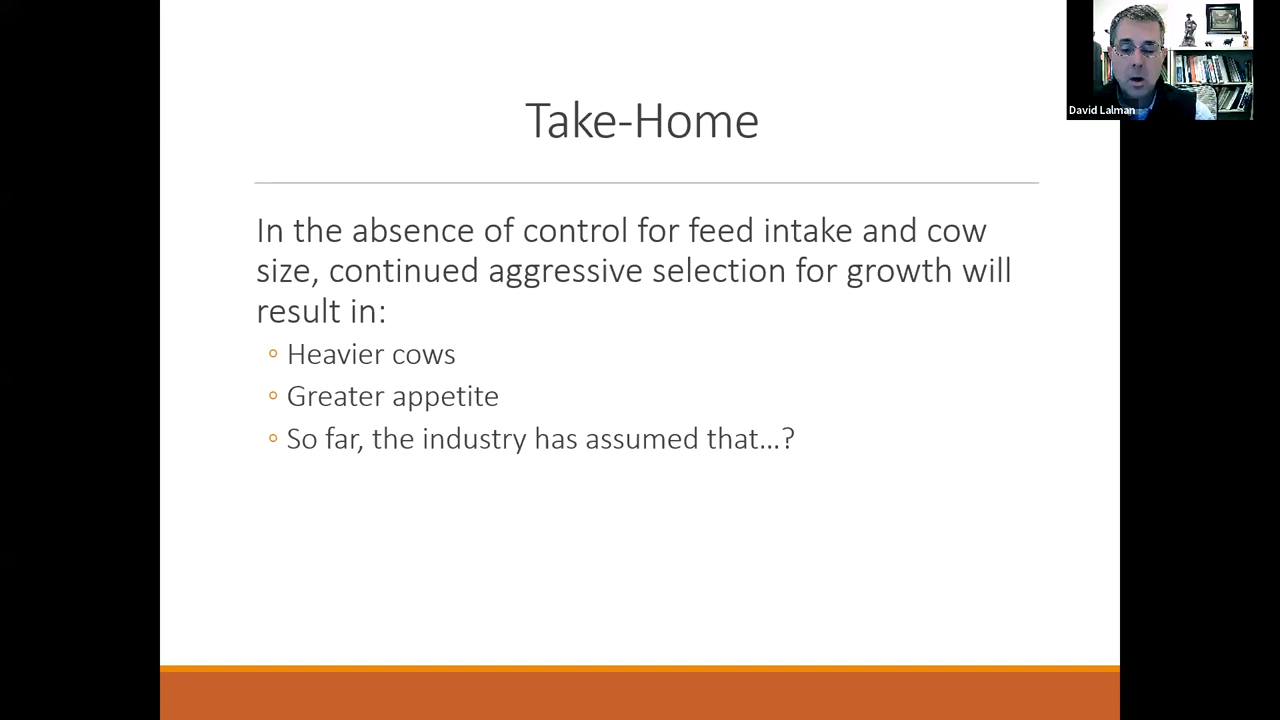 Take-Home
David Lalman
In the absence of control for feed intake and cow
size, continued aggressive selection for growth will
result in:
◦ Heavier cows
◦ Greater appetite
◦ So far, the industry has assumed that...?